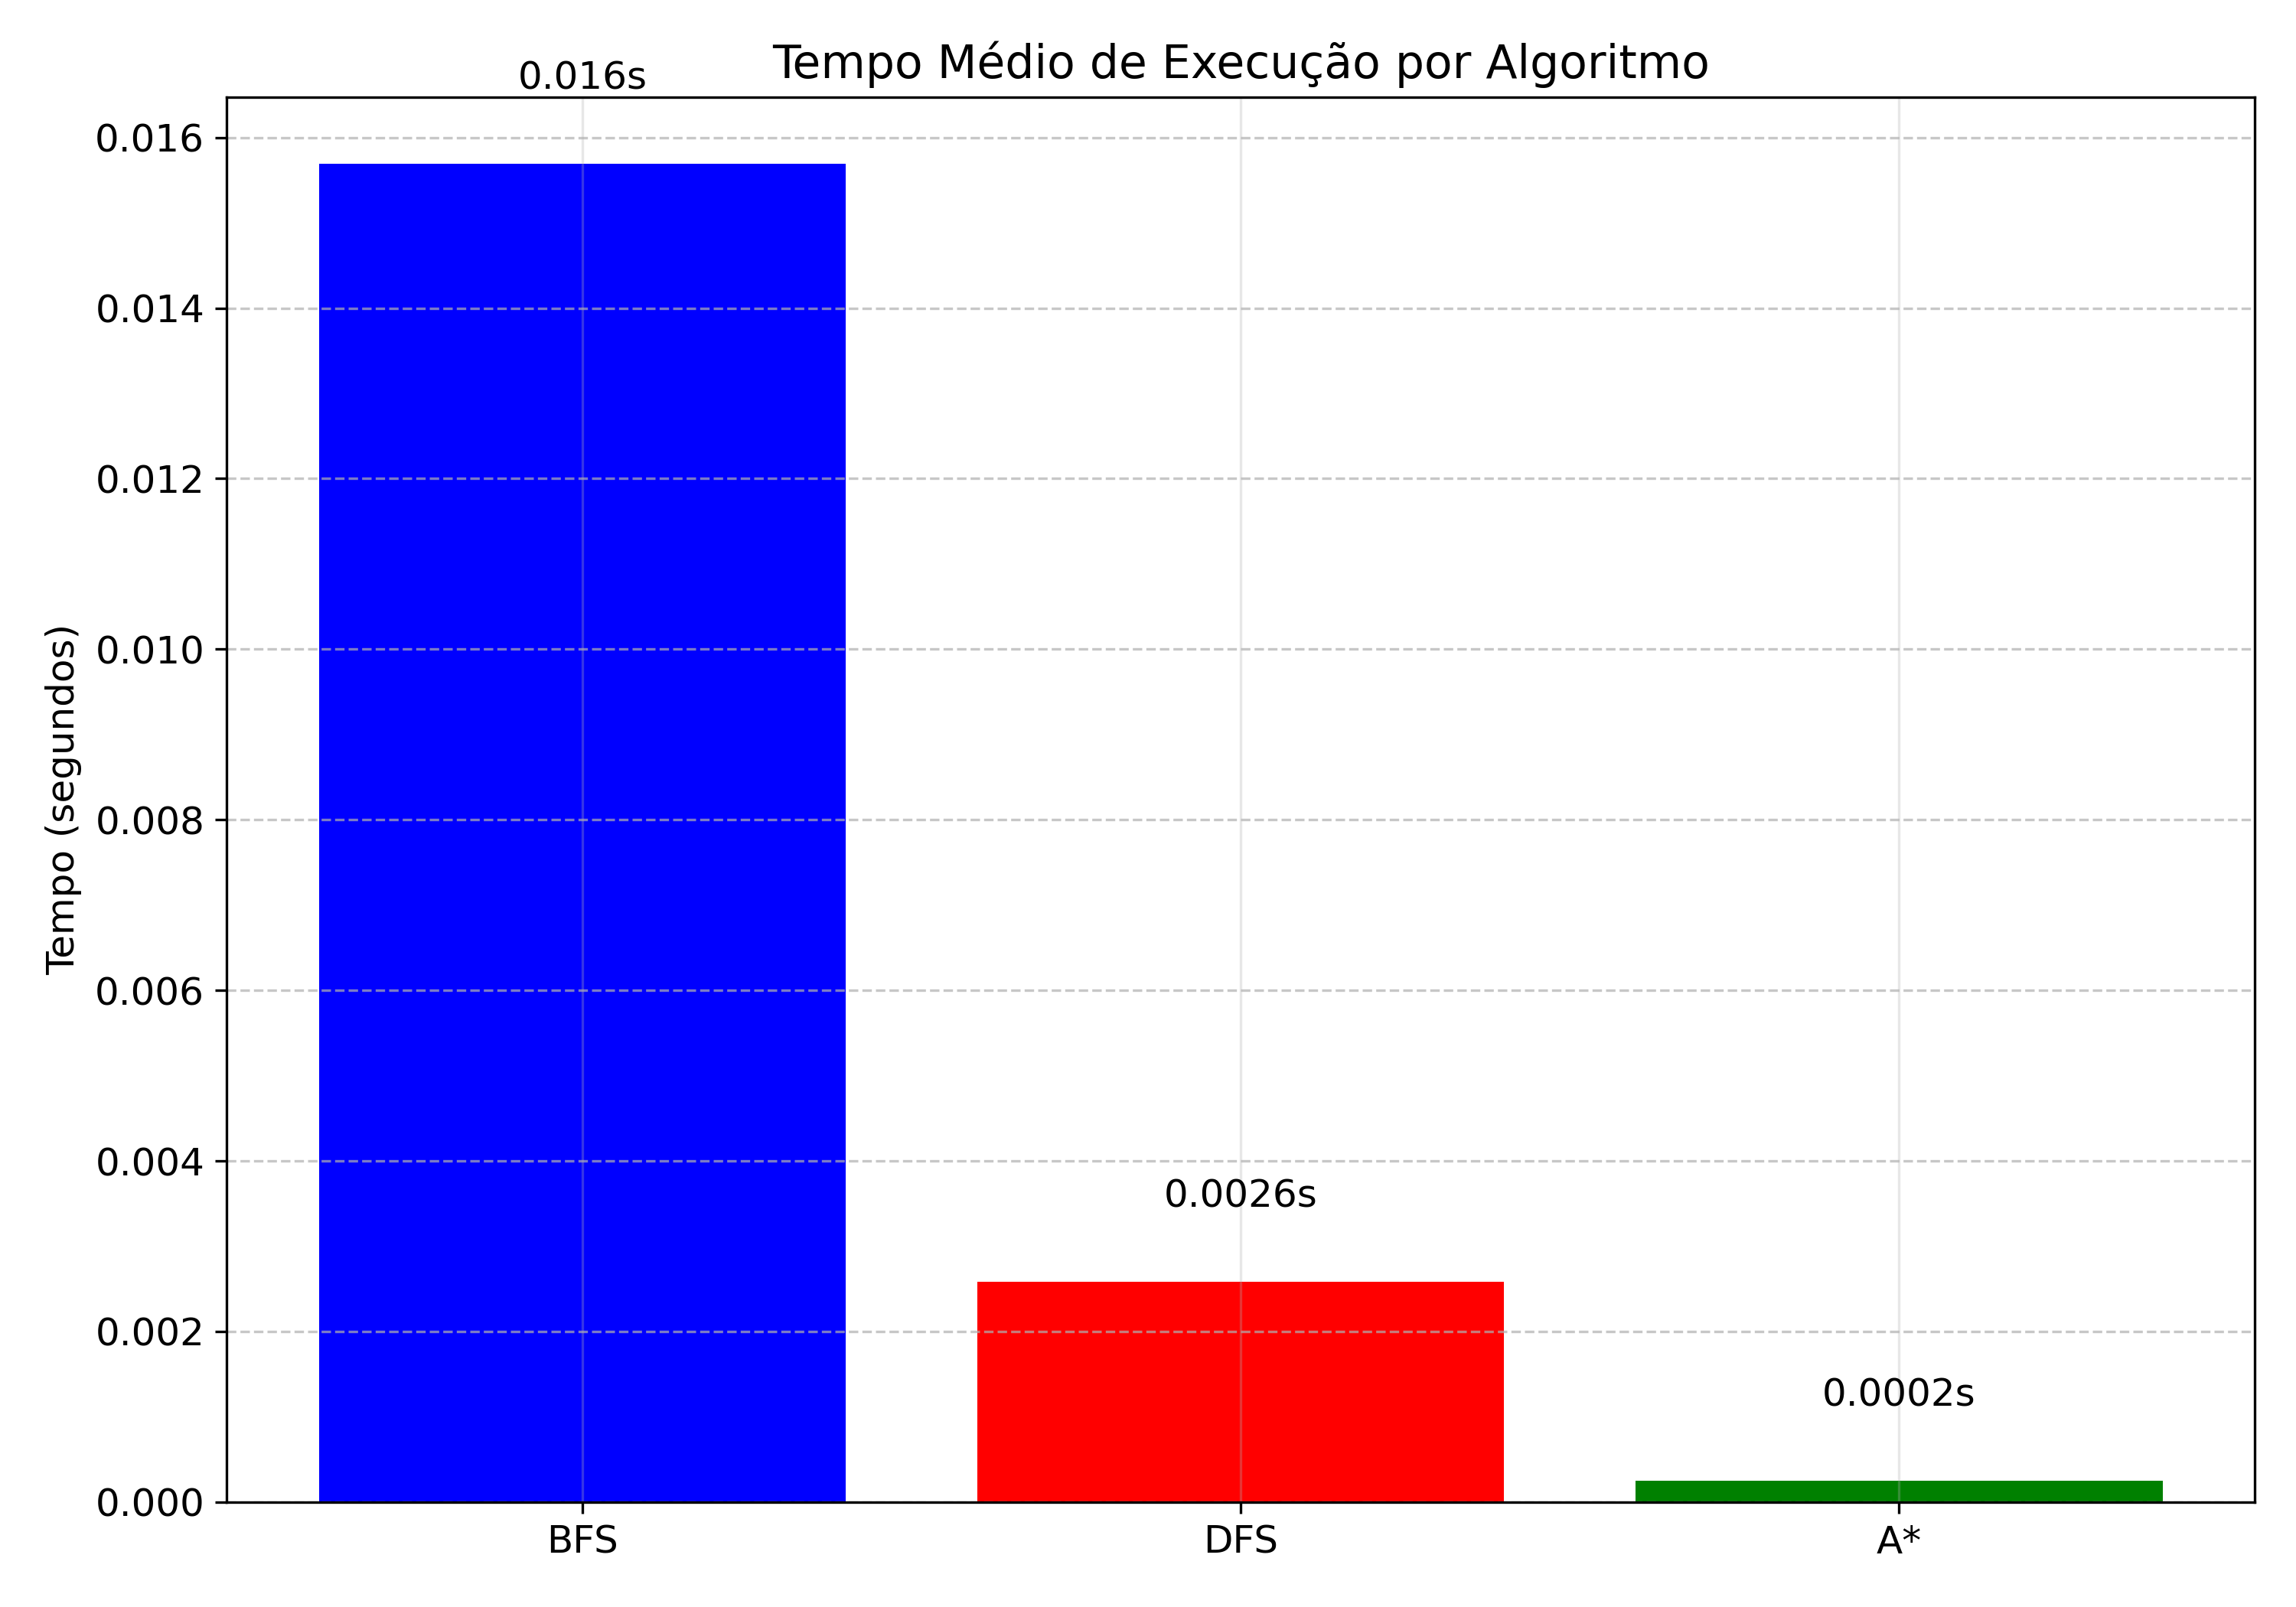 Tempo Médio de Execução por Algoritmo
0.016s
0.016
0.014
0.012
0.010
0.008
0.006
0.004
0.002
0.000
Tempo (segundos)
0.0026s
0.0002s
BFS
DFS
A*